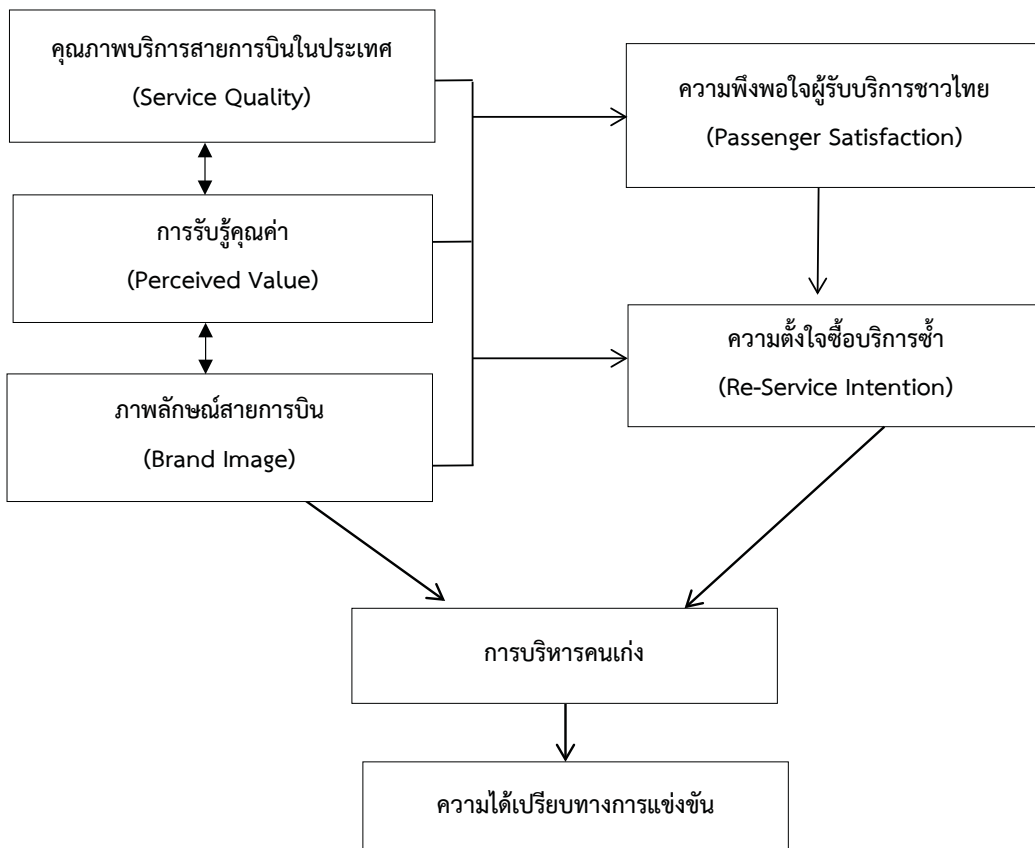 คุณภาพบริการสายการบินในประเทศ
(Service Quality)
การรับรู้คุณค่า
(Perceived Value)
ภาพลักษณ์สายการบิน
(Brand Image)
ความพึงพอใจผู้รับบริการชาวไทย
(Passenger Satisfaction)
ความตั้งใจซื้อบริการซ้ำ
(Re-Service Intention)
การบริหารคนเก่ง
ความได้เปรียบทางการแข่งขัน